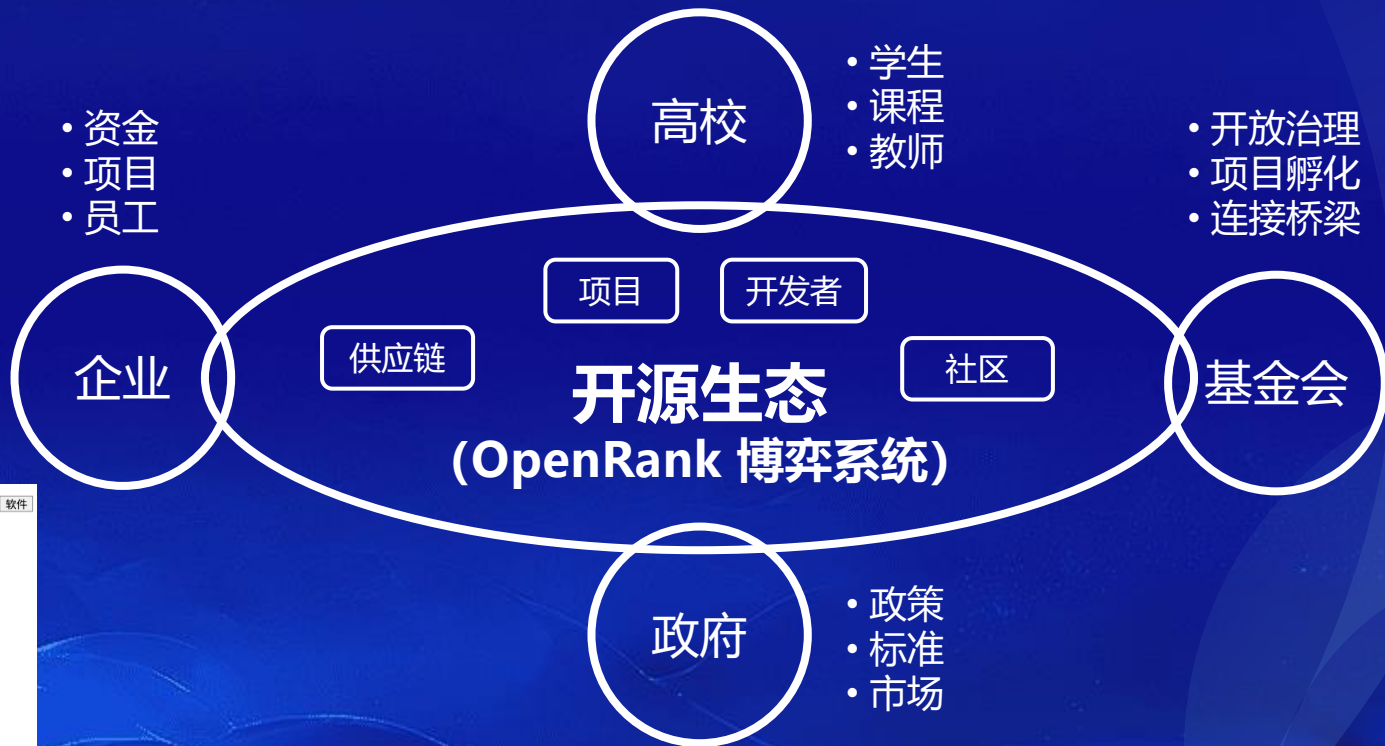 高校
• 学生
• 课程
• 教师
• 资金
• 项目
• 员工
• 开放治理
• 项目孵化
• 连接桥梁
项目
开发者
供应链
社区
企业
开源生态
(OpenRank 博弈系统)
基金会
软件
政府
• 政策
• 标准
• 市场